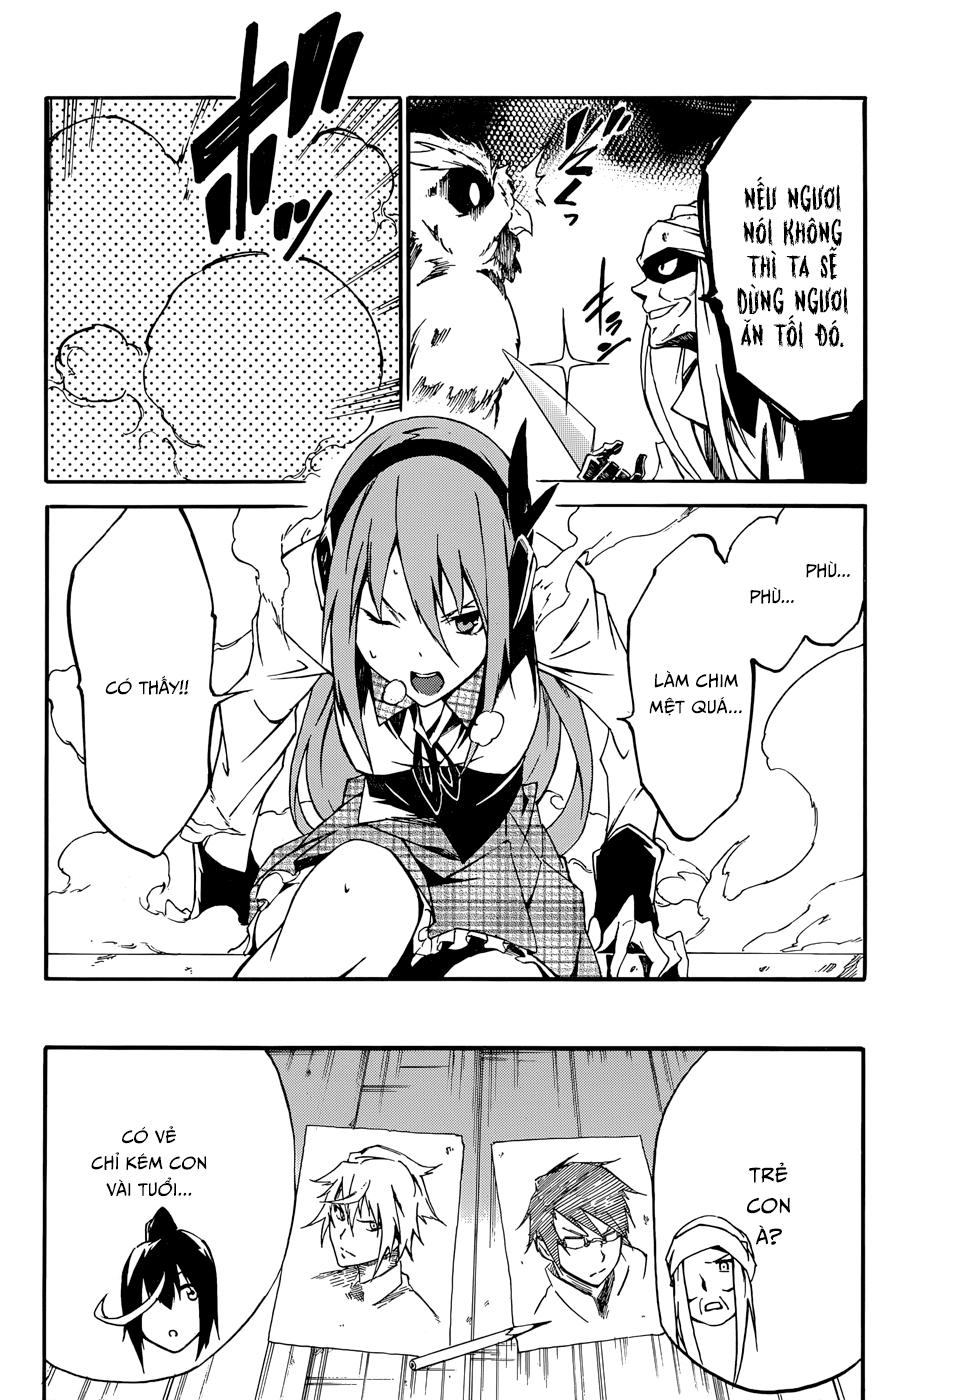 NẾU NGƯƠI
NÓI KHÔNG
THÌ TA SẼ
DÙNG NGƯƠI
ĂN TỐI ĐÓ.
PHÙ...
PHÙ...
LÀM CHIM
MỆT QUÁ...
CÓ THẤY!!
TRẺ
CON
À?
CÓ VẺ
CHỈ KÉM CON
VÀI TUỔI...